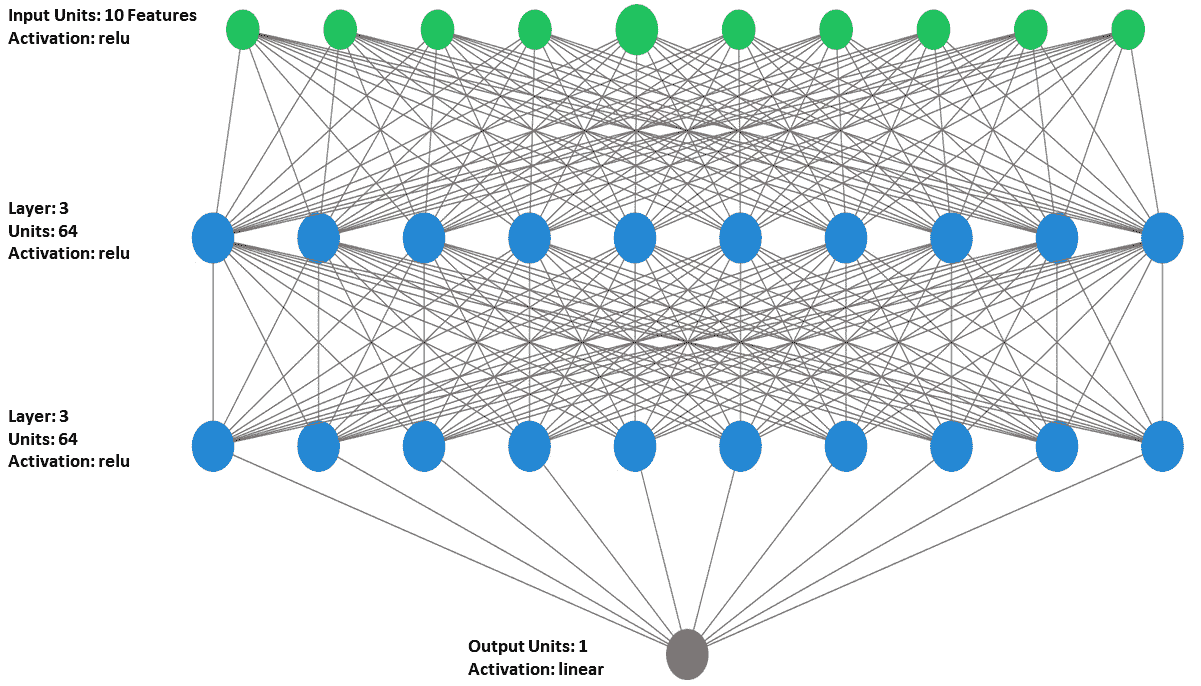 Input Units: 10 Features
Activation: relu
Layer: 3
Units: 64
Activation: relu
Layer: 3
Units: 64
Activation: relu
Output Units: 1
Activation: linear